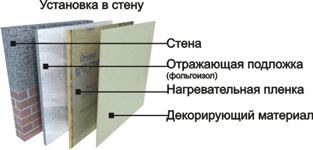 Установка в стену
Стена
Отражающая подложка
(фольгоизол)
Нагревательная пленка
Декорирующий материал